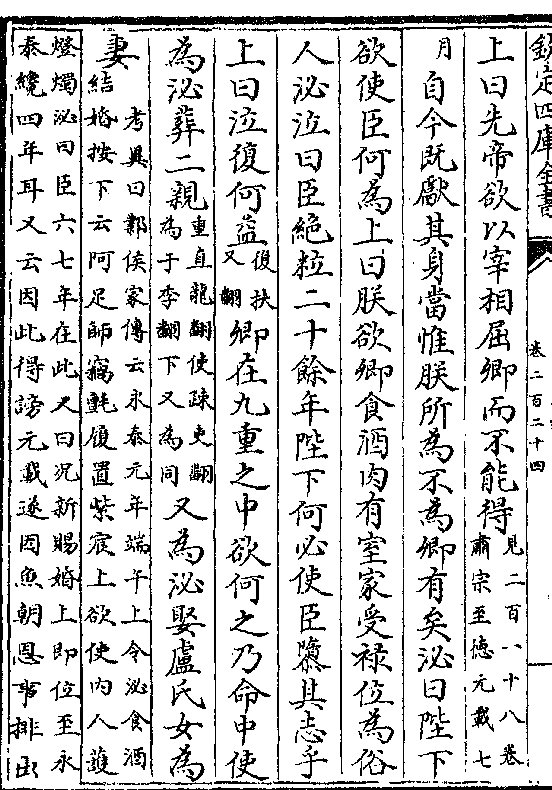 欽定四庫全書
卷二百二十四
上曰先帝欲以宰相屈卿而不能得見二百一十八卷肅宗至德元載七
月自今既獻其身當惟朕所為不為卿有矣泌曰陛下
欲使臣何為上曰朕欲卿食酒肉有室家受祿位為俗
人泌泣曰臣絶粒二十餘年陛下何必使臣隳其志乎
上曰泣復何益復扶又翻卿在九重之中欲何之乃命中使
為泌葬二親重直龍翻使疎吏翻為于季翻下又為同又為泌娶盧氏女為
妻考異曰鄴侯家傳云永泰元年端午上令泌食酒結婚按下云阿足師竊氈履置紫宸上欲使内人䕶
燈燭泌曰臣六七年在此又曰況新賜婚上即位至永泰纔四年耳又云因此得謗元載遂因魚朝恩事排出